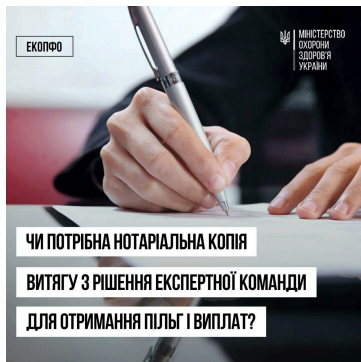 ЕКОПФО
МІНІСТЕРСТВО
ОХОРОНИ
ЗДОРОВ'Я
УКРАЇНИ
ЧИ ПОТРІБНА НОТАРІАЛЬНА КОПІЯ
ВИТЯГУ З РІШЕННЯ ЕКСПЕРТНОЇ КОМАНДИ
ДЛЯ ОТРИМАННЯ ПІЛЬГ І ВИПЛАТ?